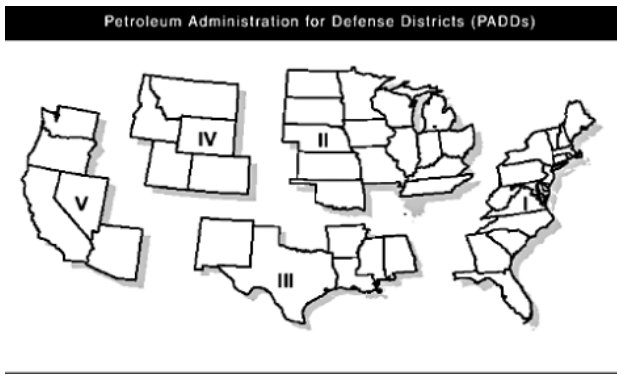 Petroleum Administration for Defense Districts (PADDs)
IV
II
V
I
III